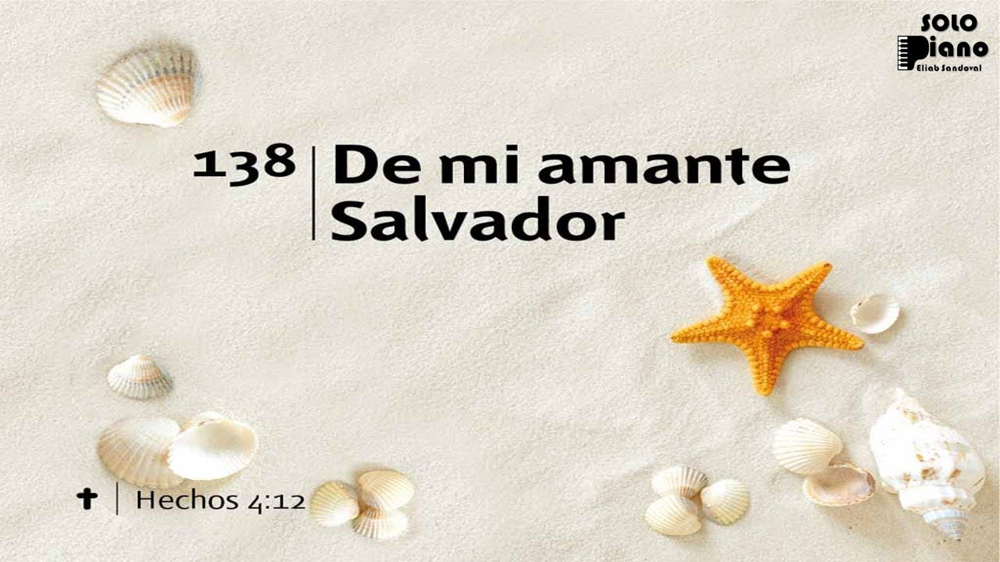 SOLO
Piano
Eliab Sandoval
138 De mi amante
Salvador
Hechos 4:12